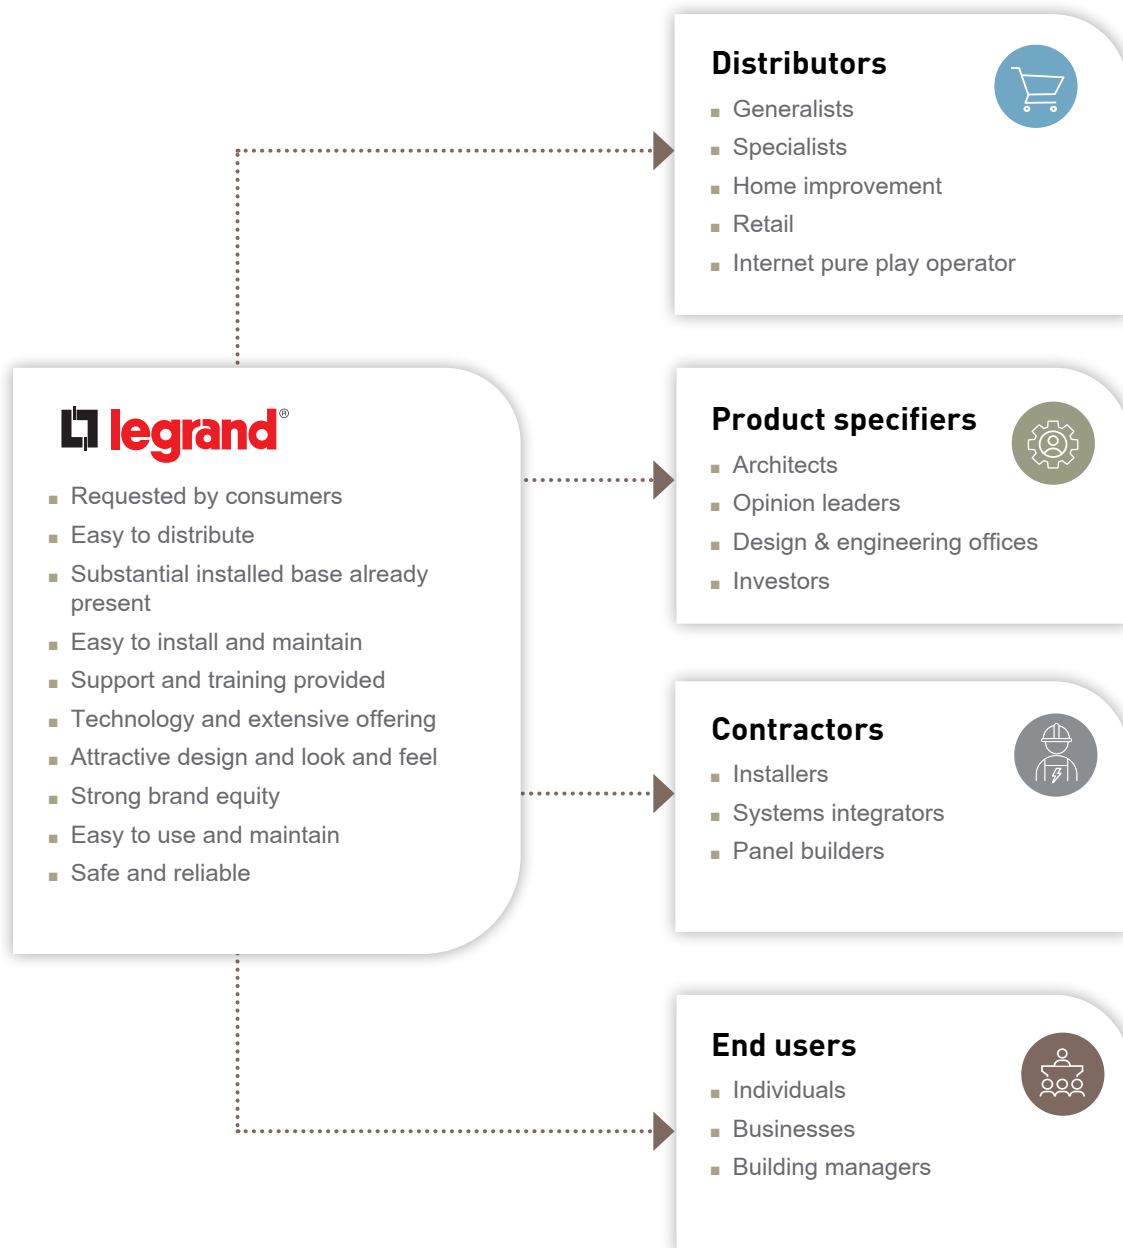 Distributors
Generalists
Specialists
Home improvement
Retail
Internet pure play operator
legrand®
Requested by consumers
Easy to distribute
Substantial installed base already
present
Easy to install and maintain
Support and training provided
Technology and extensive offering
Attractive design and look and feel
Strong brand equity
Easy to use and maintain
Safe and reliable
Product specifiers
Architects
Opinion leaders
Design & engineering offices
Investors
Contractors
Installers
Systems integrators
Panel builders
End users
Individuals
Businesses
Building managers